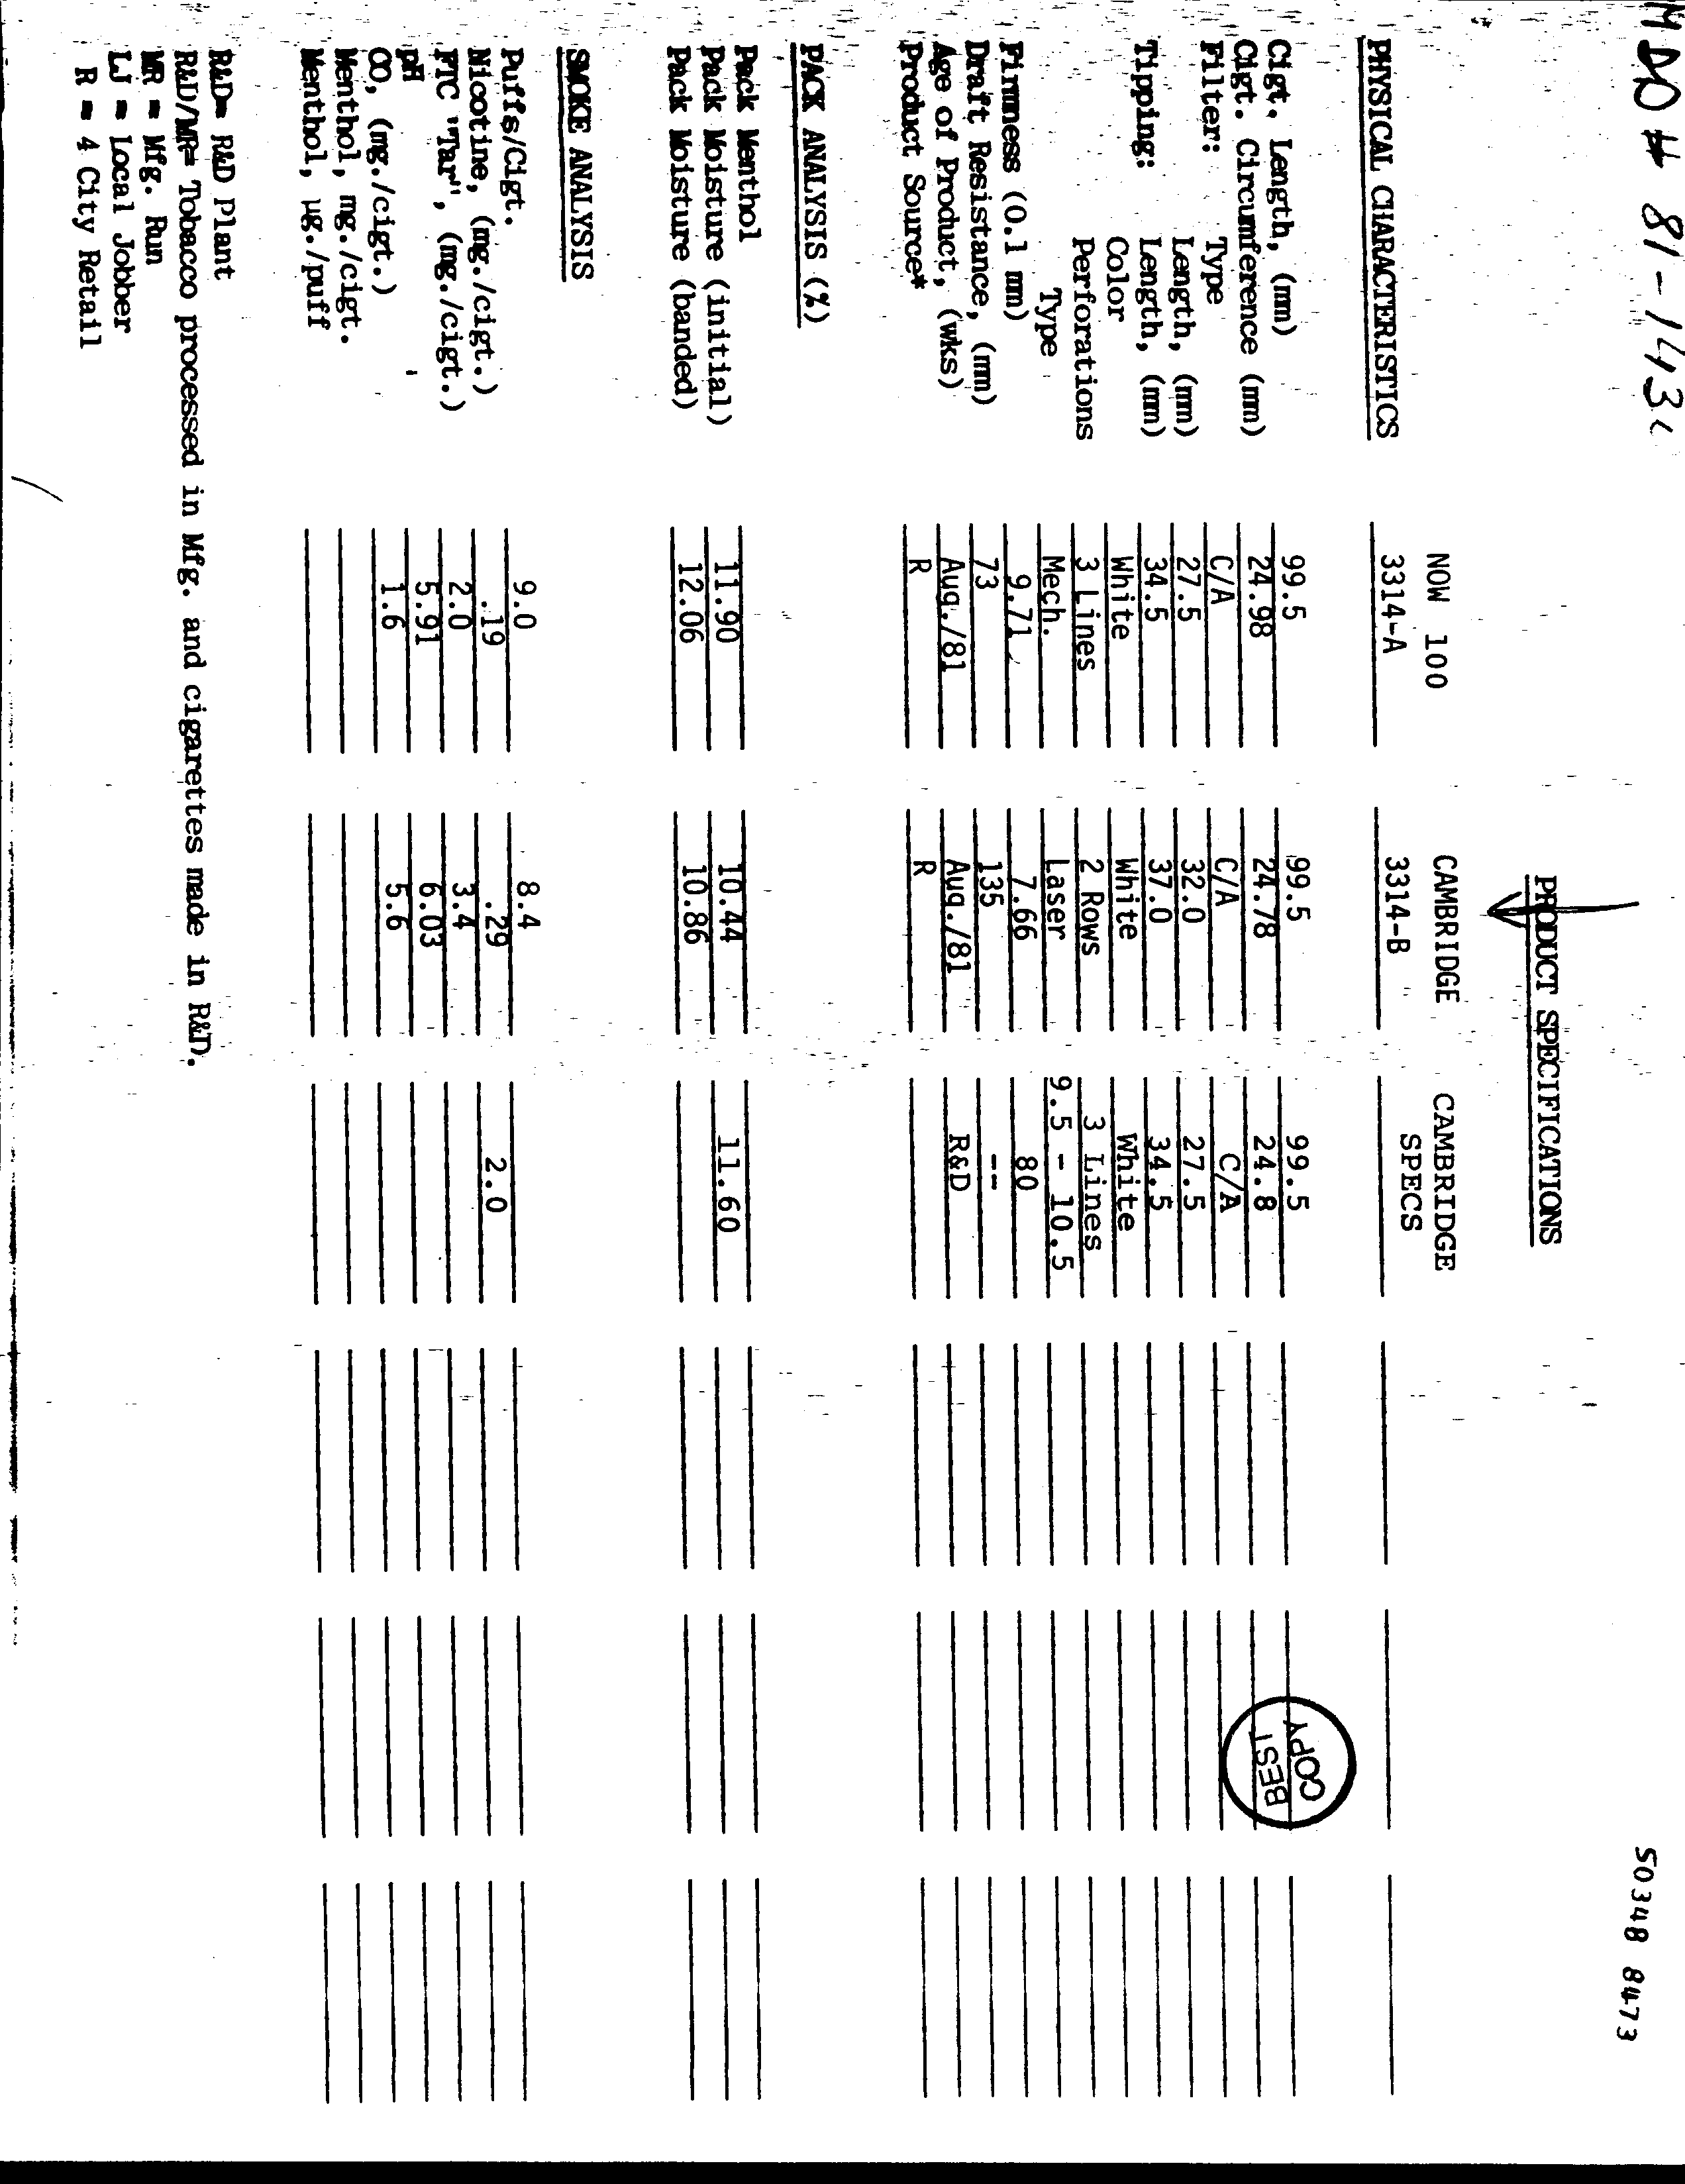 MDO # 81-143
50348 8473
PRODUCT SPECIFICATIONS
NOW 100 CAMBRIDGE CAMBRIDGE
PHYSICAL CHARACTERISTICS 3314-A 3314-B SPECS
BEST COPY
Cigt. Length, (mm) 99.5 99.5 99.5
Cigt. Circumference (mm) 24.98 24.78 24.8
Filter: Type C/A C/A C/A
Length, (mm) 27.5 32.0 27.5
Tipping: Length, (mm) 34.5 37.0 34.5
Color White White White
Perforations 3 Lines 2 Rows 3 Lines
Type Mech. Laser 9.5 - 10.5
Firmness (0.1 mm) 9.71 7.66 80
Draft Resistance, (mm) 73 135 --
Age of Product, (wks) Aug./81 Aug./81 R&D
Product Source* R R
PACK ANALYSIS (%)
Pack Menthol
Pack Moisture (initial) 11.90 10.44 11.60
Pack Moisture (banded) 12.06 10.86
SMOKE ANALYSIS
Puffs/Cigt. 9.0 8.4
Nicotine, (mg./cigt.) .19 .29 2.0
FTC "Tar", (mg./cigt.) 2.0 3.4
pH 5.91 6.03
CO, (mg./cigt.) 1.6 5.6
Menthol, mg./cigt.
Menthol, µg./puff
R&D= R&D Plant
R&D/MR= Tobacco processed in Mfg. and cigarettes made in R&D.
MR = Mfg. Run
LJ = Local Jobber
R = 4 City Retail